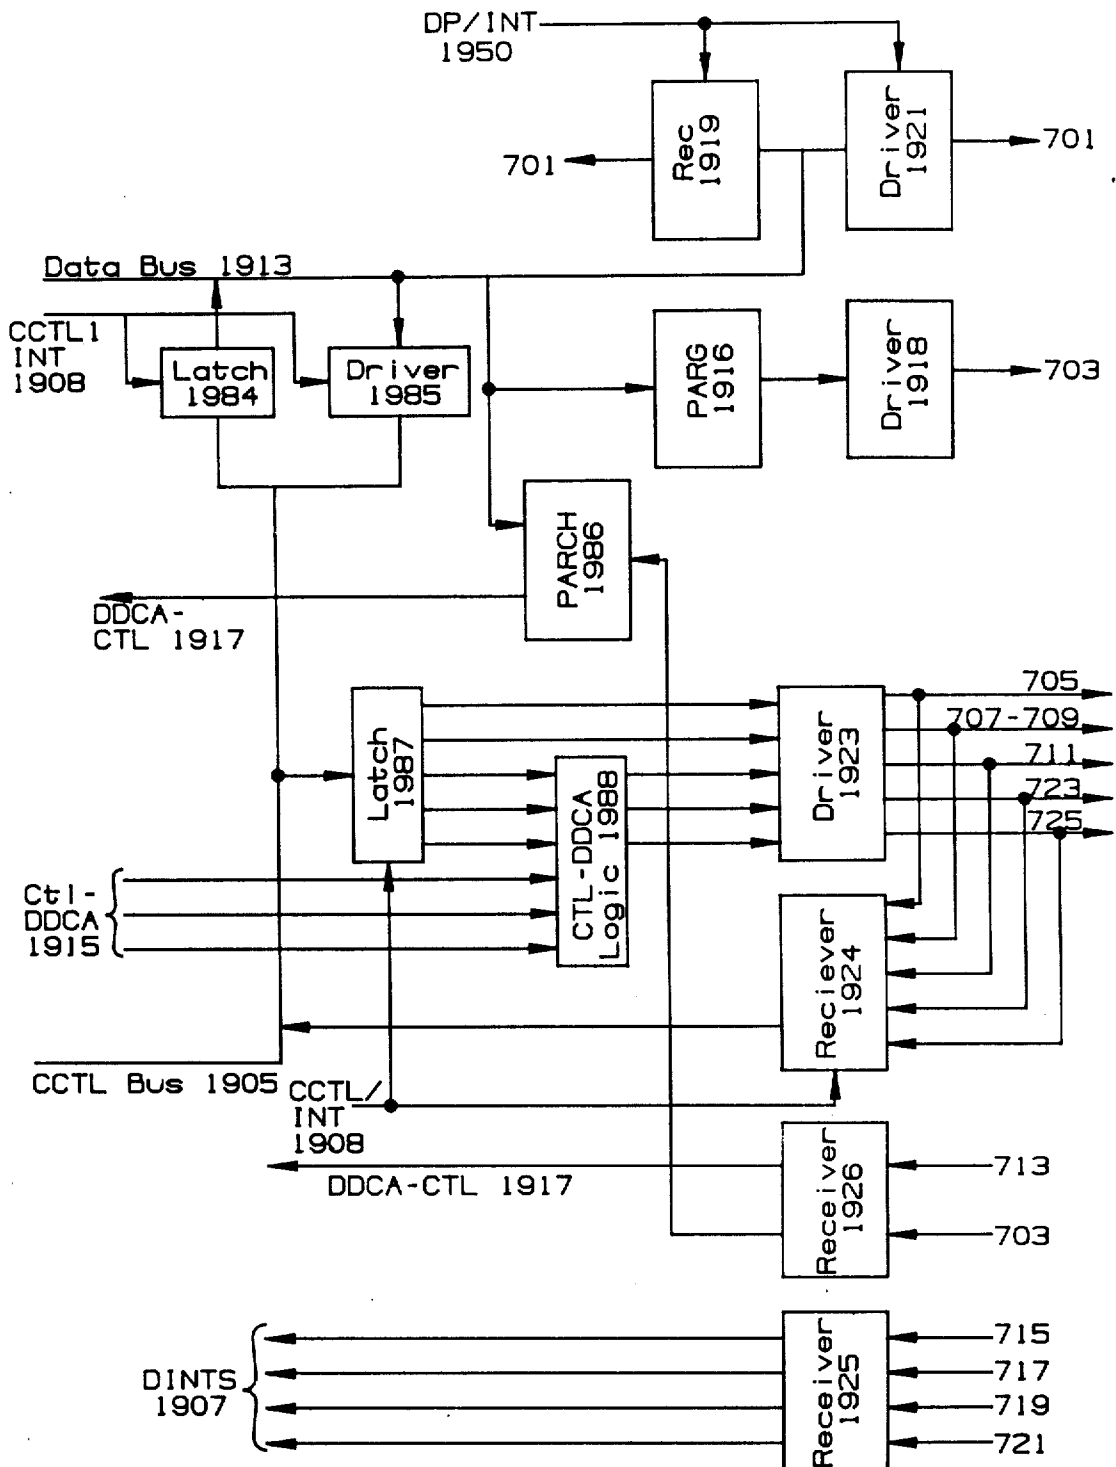 DP/INT
1950
Rec
1919
Driver
1921
701
701
Data Bus 1913
CCTL1
INT
1908
Latch
1984
Driver
1985
PARG
1916
Driver
1918
703
PARCH
1986
DDCA-
CTL 1917
Latch
1987
CTL-DDCA
Logic 1988
Driver
1923
705
707-709
711
723
725
Ctl-
DDCA
1915
Reciever
1924
CCTL Bus 1905
CCTL/
INT
1908
DDCA-CTL 1917
Receiver
1926
713
703
DINTS
1907
Receiver
1925
715
717
719
721